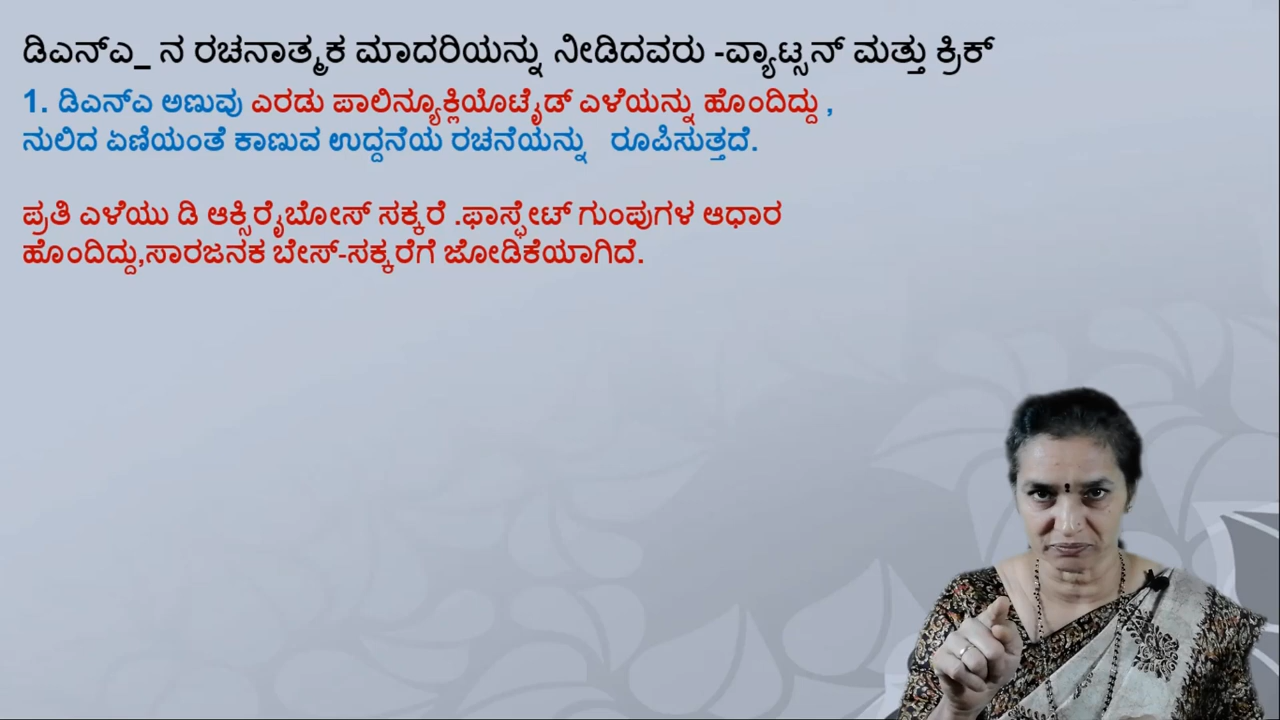 ಡಿಎನ್ಎ_ ನ ರಚನಾತ್ಮಕ ಮಾದರಿಯನ್ನು ನೀಡಿದವರು -ವ್ಯಾಟ್ಸನ್ ಮತ್ತು ಕ್ರಿಕ್
1. ಡಿಎನ್ಎ ಅಣುವು ಎರಡು ಪಾಲಿನ್ಯೂಕ್ಲಿಯೊಟೈಡ್ ಎಳೆಯನ್ನು ಹೊಂದಿದ್ದು ,
ನುಲಿದ ಏಣಿಯಂತೆ ಕಾಣುವ ಉದ್ದನೆಯ ರಚನೆಯನ್ನು ರೂಪಿಸುತ್ತದೆ.
ಪ್ರತಿ ಎಳೆಯು ಡಿ ಆಕ್ಸಿರೈಬೋಸ್ ಸಕ್ಕರೆ .ಫಾಸ್ಫೇಟ್ ಗುಂಪುಗಳ ಆಧಾರ
ಹೊಂದಿದ್ದು,ಸಾರಜನಕ ಬೇಸ್-ಸಕ್ಕರೆಗೆ ಜೋಡಿಕೆಯಾಗಿದೆ.